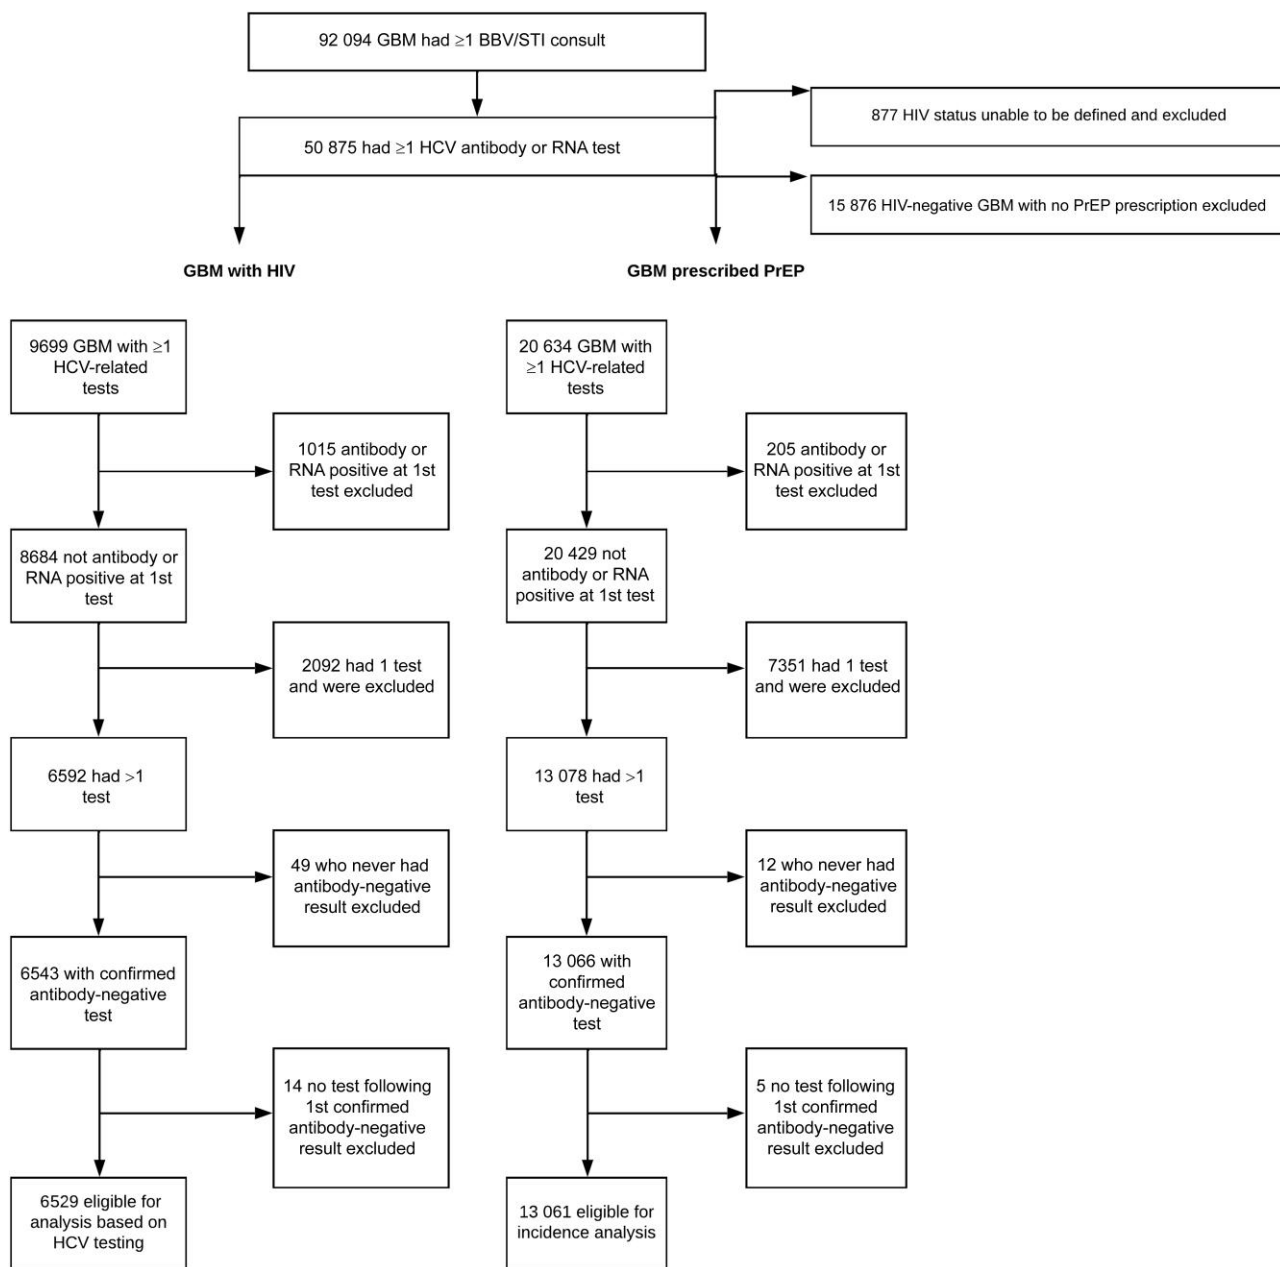 92 094 GBM had ≥1 BBV/STI consult
877 HIV status unable to be defined and excluded
50 875 had ≥1 HCV antibody or RNA test
15 876 HIV-negative GBM with no PrEP prescription excluded
GBM with HIV
GBM prescribed PrEP
9699 GBM with ≥1
HCV-related
tests
1015 antibody or
RNA positive at 1st
test excluded
8684 not antibody or
RNA positive at 1st
test
2092 had 1 test
and were excluded
6592 had >1
test
49 who never had
antibody-negative
result excluded
6543 with confirmed
antibody-negative
test
14 no test following
1st confirmed
antibody-negative
result excluded
6529 eligible for
analysis based on
HCV testing
20 634 GBM with
≥1 HCV-related
tests
205 antibody or
RNA positive at 1st
test excluded
20 429 not
antibody or RNA
positive at 1st test
7351 had 1 test
and were excluded
13 078 had >1
test
12 who never had
antibody-negative
result excluded
13 066 with
confirmed
antibody-negative
test
5 no test following
1st confirmed
antibody-negative
result excluded
13 061 eligible for
incidence analysis